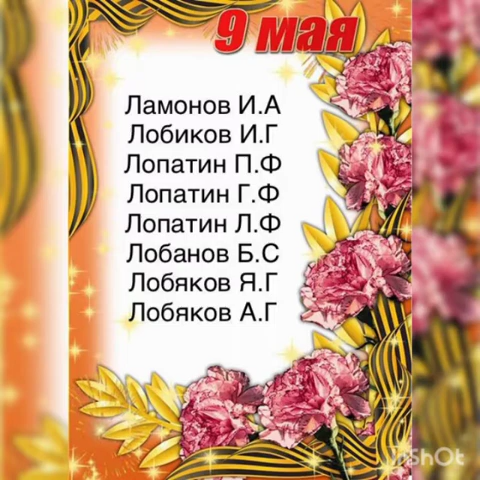 9 мая
Ламонов И.А
Лобиков И.Г
Лопатин П.Ф
Лопатин Г.Ф
Лопатин Л.Ф
Лобанов Б.С
Лобяков Я.Г
Лобяков А.Г